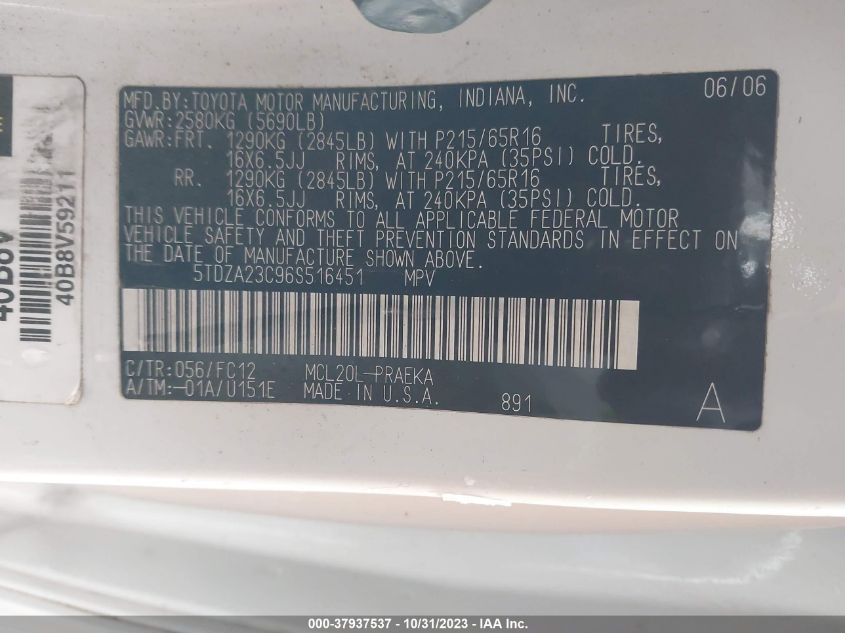 MFD.BY:TOYOTA MOTOR MANUFACTURING, INDIANA, INC. 06/06
GVWR:2580KG (5690LB)
GAWR:FRT. 1290KG (2845LB) WITH P215/65R16 TIRES,
16X6.5JJ RIMS, AT 240KPA (35PSI) COLD.
RR. 1290KG (2845LB) WITH P215/65R16 TIRES,
16X6.5JJ RIMS, AT 240KPA (35PSI) COLD.
THIS VEHICLE CONFORMS TO ALL APPLICABLE FEDERAL MOTOR
VEHICLE SAFETY AND THEFT PREVENTION STANDARDS IN EFFECT ON
THE DATE OF MANUFACTURE SHOWN ABOVE.
5TDZA23C96S516451 MPV
C/TR:056/FC12 MCL20L-PRAEKA
A/TM:-01A/U151E MADE IN U.S.A. 891 A
40B8V
40B8V59211
000-37937537 - 10/31/2023 - IAA Inc.